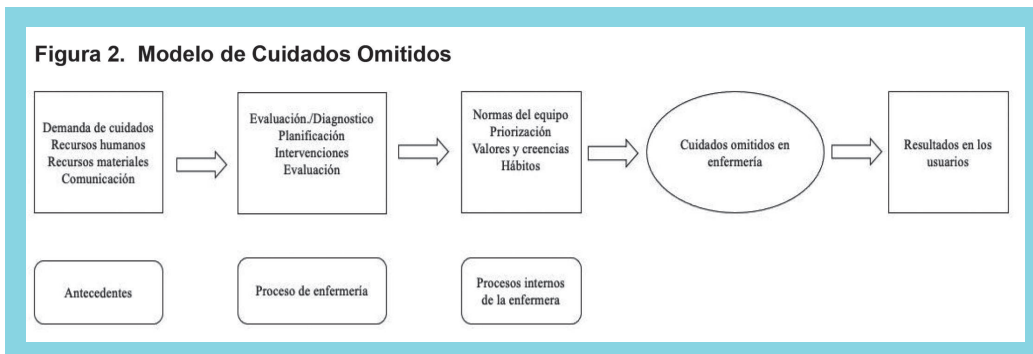 Figura 2. Modelo de Cuidados Omitidos
Demanda de cuidados
Recursos humanos
Recursos materiales
Comunicación
Evaluación./Diagnostico
Planificación
Intervenciones
Evaluación
Normas del equipo
Priorización
Valores y creencias
Hábitos
Cuidados omitidos en
enfermería
Resultados en los
usuarios
Antecedentes
Proceso de enfermería
Procesos internos
de la enfermera